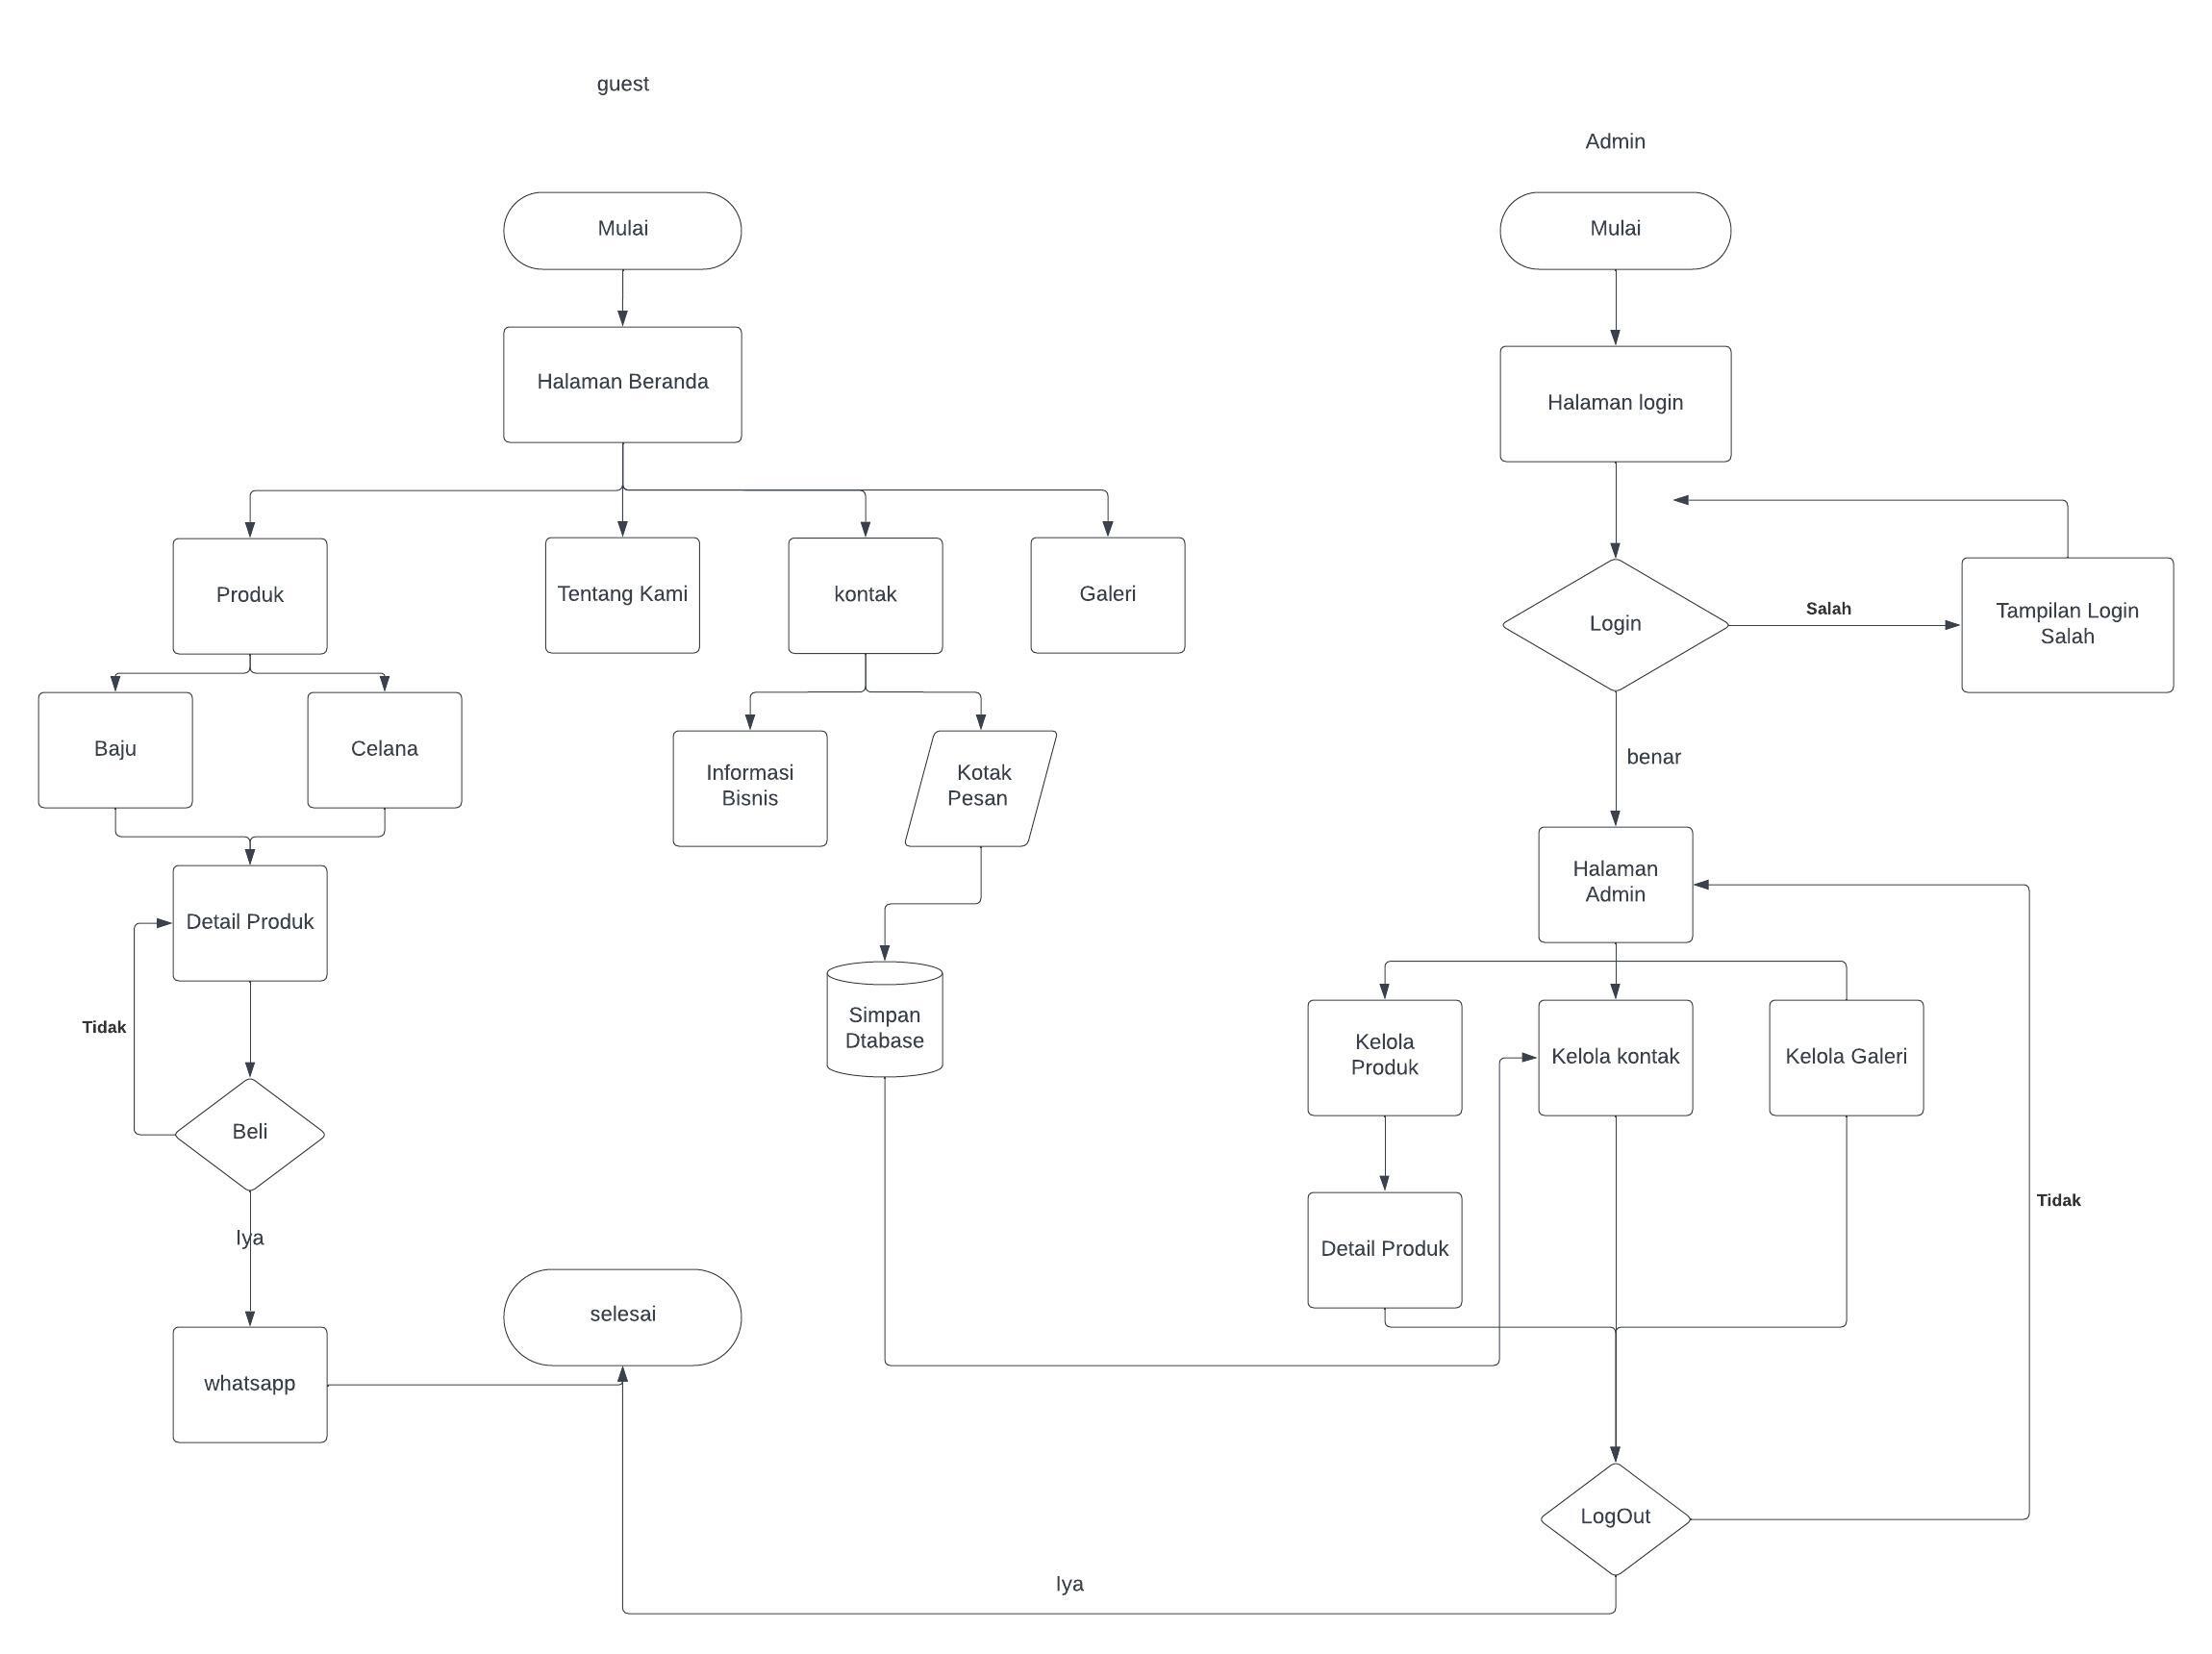 guest
Admin
Mulai
Mulai
Halaman Beranda
Halaman login
Produk
Tentang Kami
kontak
Galeri
Login
Salah
Tampilan Login
Salah
Baju
Celana
Informasi
Bisnis
Kotak
Pesan
benar
Halaman
Admin
Detail Produk
Tidak
Simpan
Dtabase
Kelola
Produk
Kelola kontak
Kelola Galeri
Beli
Iya
Detail Produk
Tidak
selesai
whatsapp
LogOut
Iya